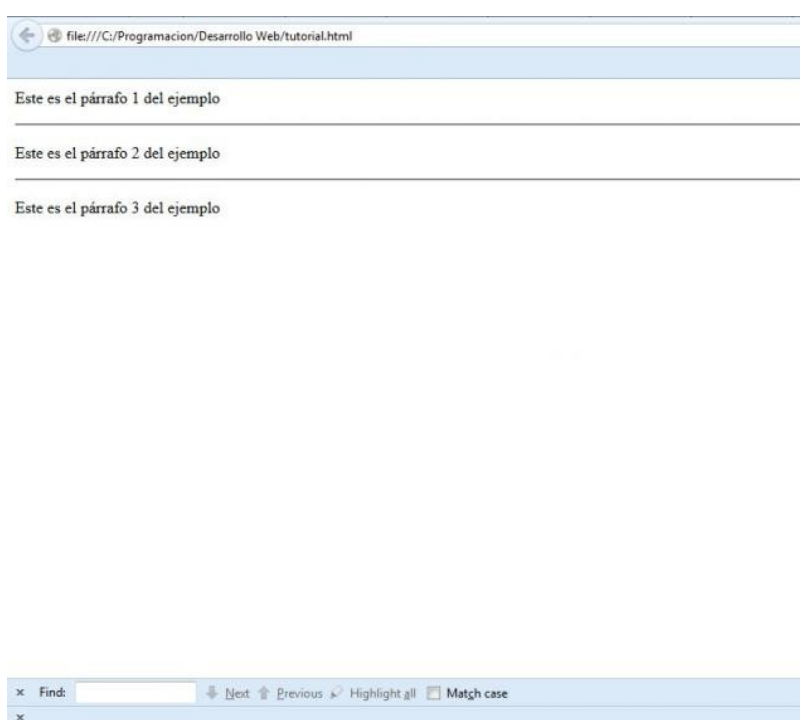 file:///C:/Programacion/Desarrollo Web/tutorial.html
Este es el párrafo 1 del ejemplo
Este es el párrafo 2 del ejemplo
Este es el párrafo 3 del ejemplo
× Find: Next Previous Highlight all Match case
×